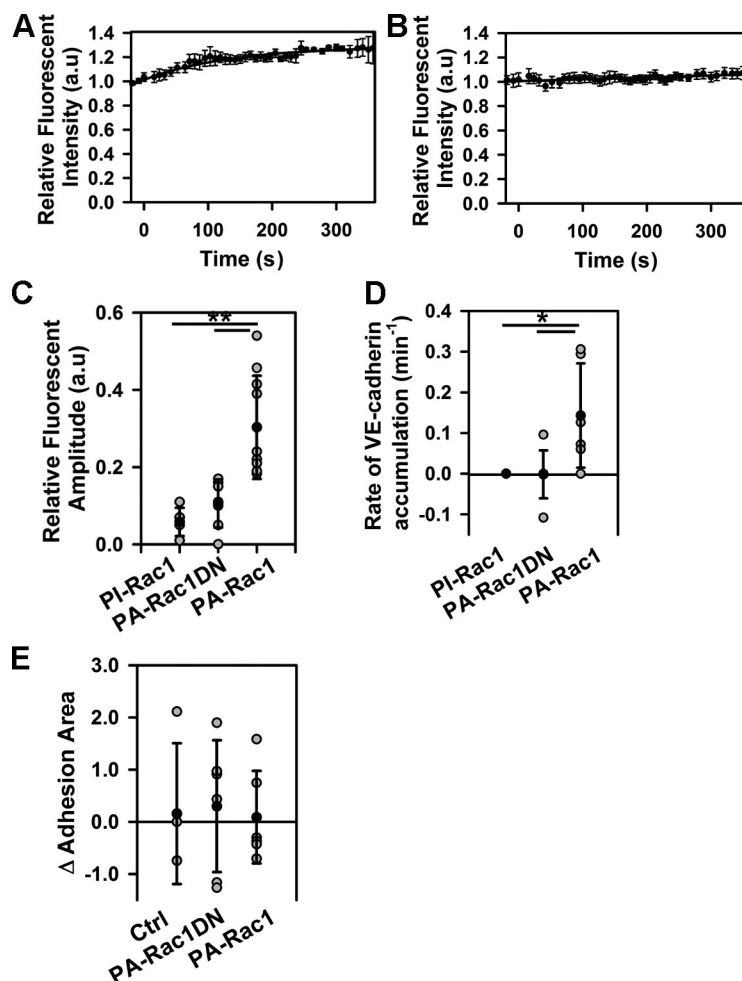 A
Relative Fluorescent
Intensity (a.u)
1.4
1.2
1.0
0.8
0.6
0.4
0.2
0.0
0 100 200 300
Time (s)
B
Relative Fluorescent
Intensity (a.u)
1.4
1.2
1.0
0.8
0.6
0.4
0.2
0.0
0 100 200 300
Time (s)
C
Relative Fluorescent
Amplitude (a.u)
0.6
0.4
0.2
0.0
**
PI-Rac1
PA-Rac1DN
PA-Rac1
D
Rate of VE-cadherin
accumulation (min⁻¹)
0.4
0.3
0.2
0.1
0.0
-0.1
*
PI-Rac1
PA-Rac1DN
PA-Rac1
E
Δ Adhesion Area
3.0
2.0
1.0
0.0
-1.0
Ctrl
PA-Rac1DN
PA-Rac1